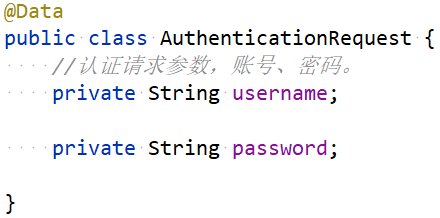 @Data
public class AuthenticationRequest {
    //认证请求参数，账号、密码。
    private String username;
    private String password;
}